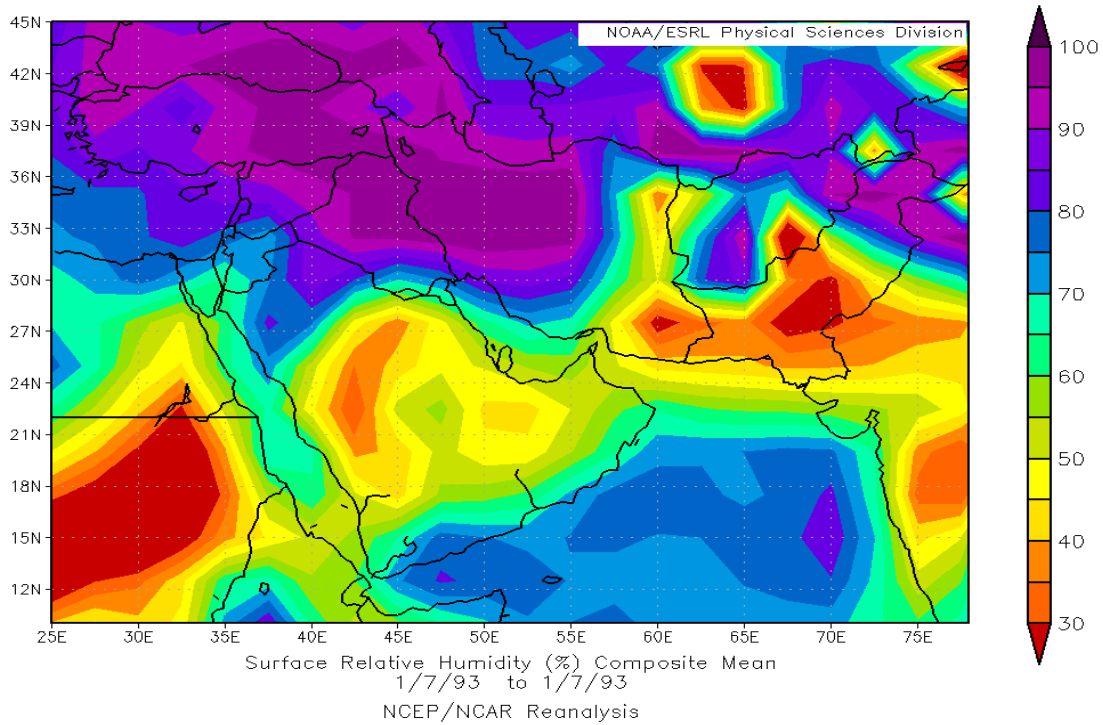 NOAA/ESRL Physical Sciences Division
45N
42N
39N
36N
33N
30N
27N
24N
21N
18N
15N
12N
25E 30E 35E 40E 45E 50E 55E 60E 65E 70E 75E
100
90
80
70
60
50
40
30
Surface Relative Humidity (%) Composite Mean
1/7/93 to 1/7/93
NCEP/NCAR Reanalysis